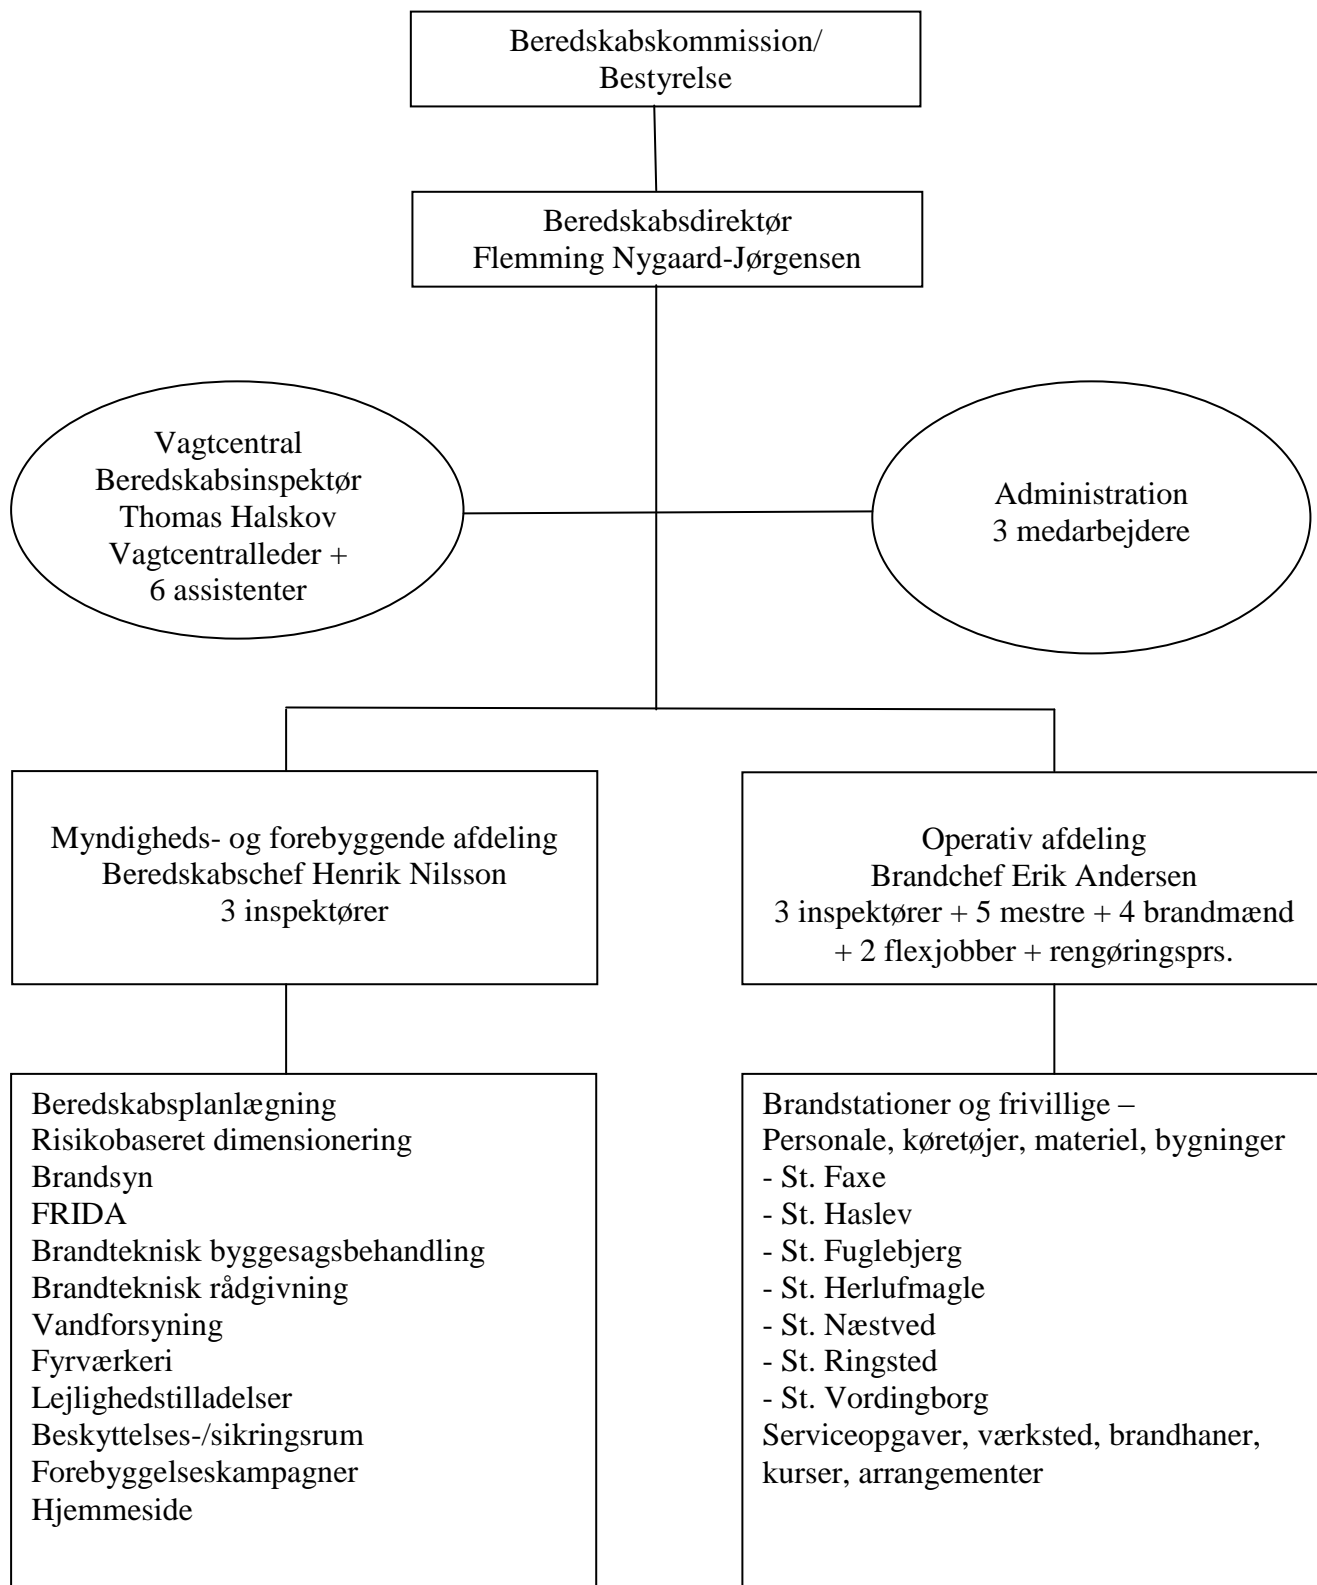 Beredskabskommission/
Bestyrelse
Beredskabsdirektør
Flemming Nygaard-Jørgensen
Vagtcentral
Beredskabsinspektør
Thomas Halskov
Vagtcentralleder +
6 assistenter
Administration
3 medarbejdere
Myndigheds- og forebyggende afdeling
Beredskabschef Henrik Nilsson
3 inspektører
Operativ afdeling
Brandchef Erik Andersen
3 inspektører + 5 mestre + 4 brandmænd
+ 2 flexjobber + rengøringsprs.
Beredskabsplanlægning
Risikobaseret dimensionering
Brandsyn
FRIDA
Brandteknisk byggesagsbehandling
Brandteknisk rådgivning
Vandforsyning
Fyrværkeri
Lejlighedstilladelser
Beskyttelses-/sikringsrum
Forebyggelseskampagner
Hjemmeside
Brandstationer og frivillige –
Personale, køretøjer, materiel, bygninger
- St. Faxe
- St. Haslev
- St. Fuglebjerg
- St. Herlufmagle
- St. Næstved
- St. Ringsted
- St. Vordingborg
Serviceopgaver, værksted, brandhaner,
kurser, arrangementer